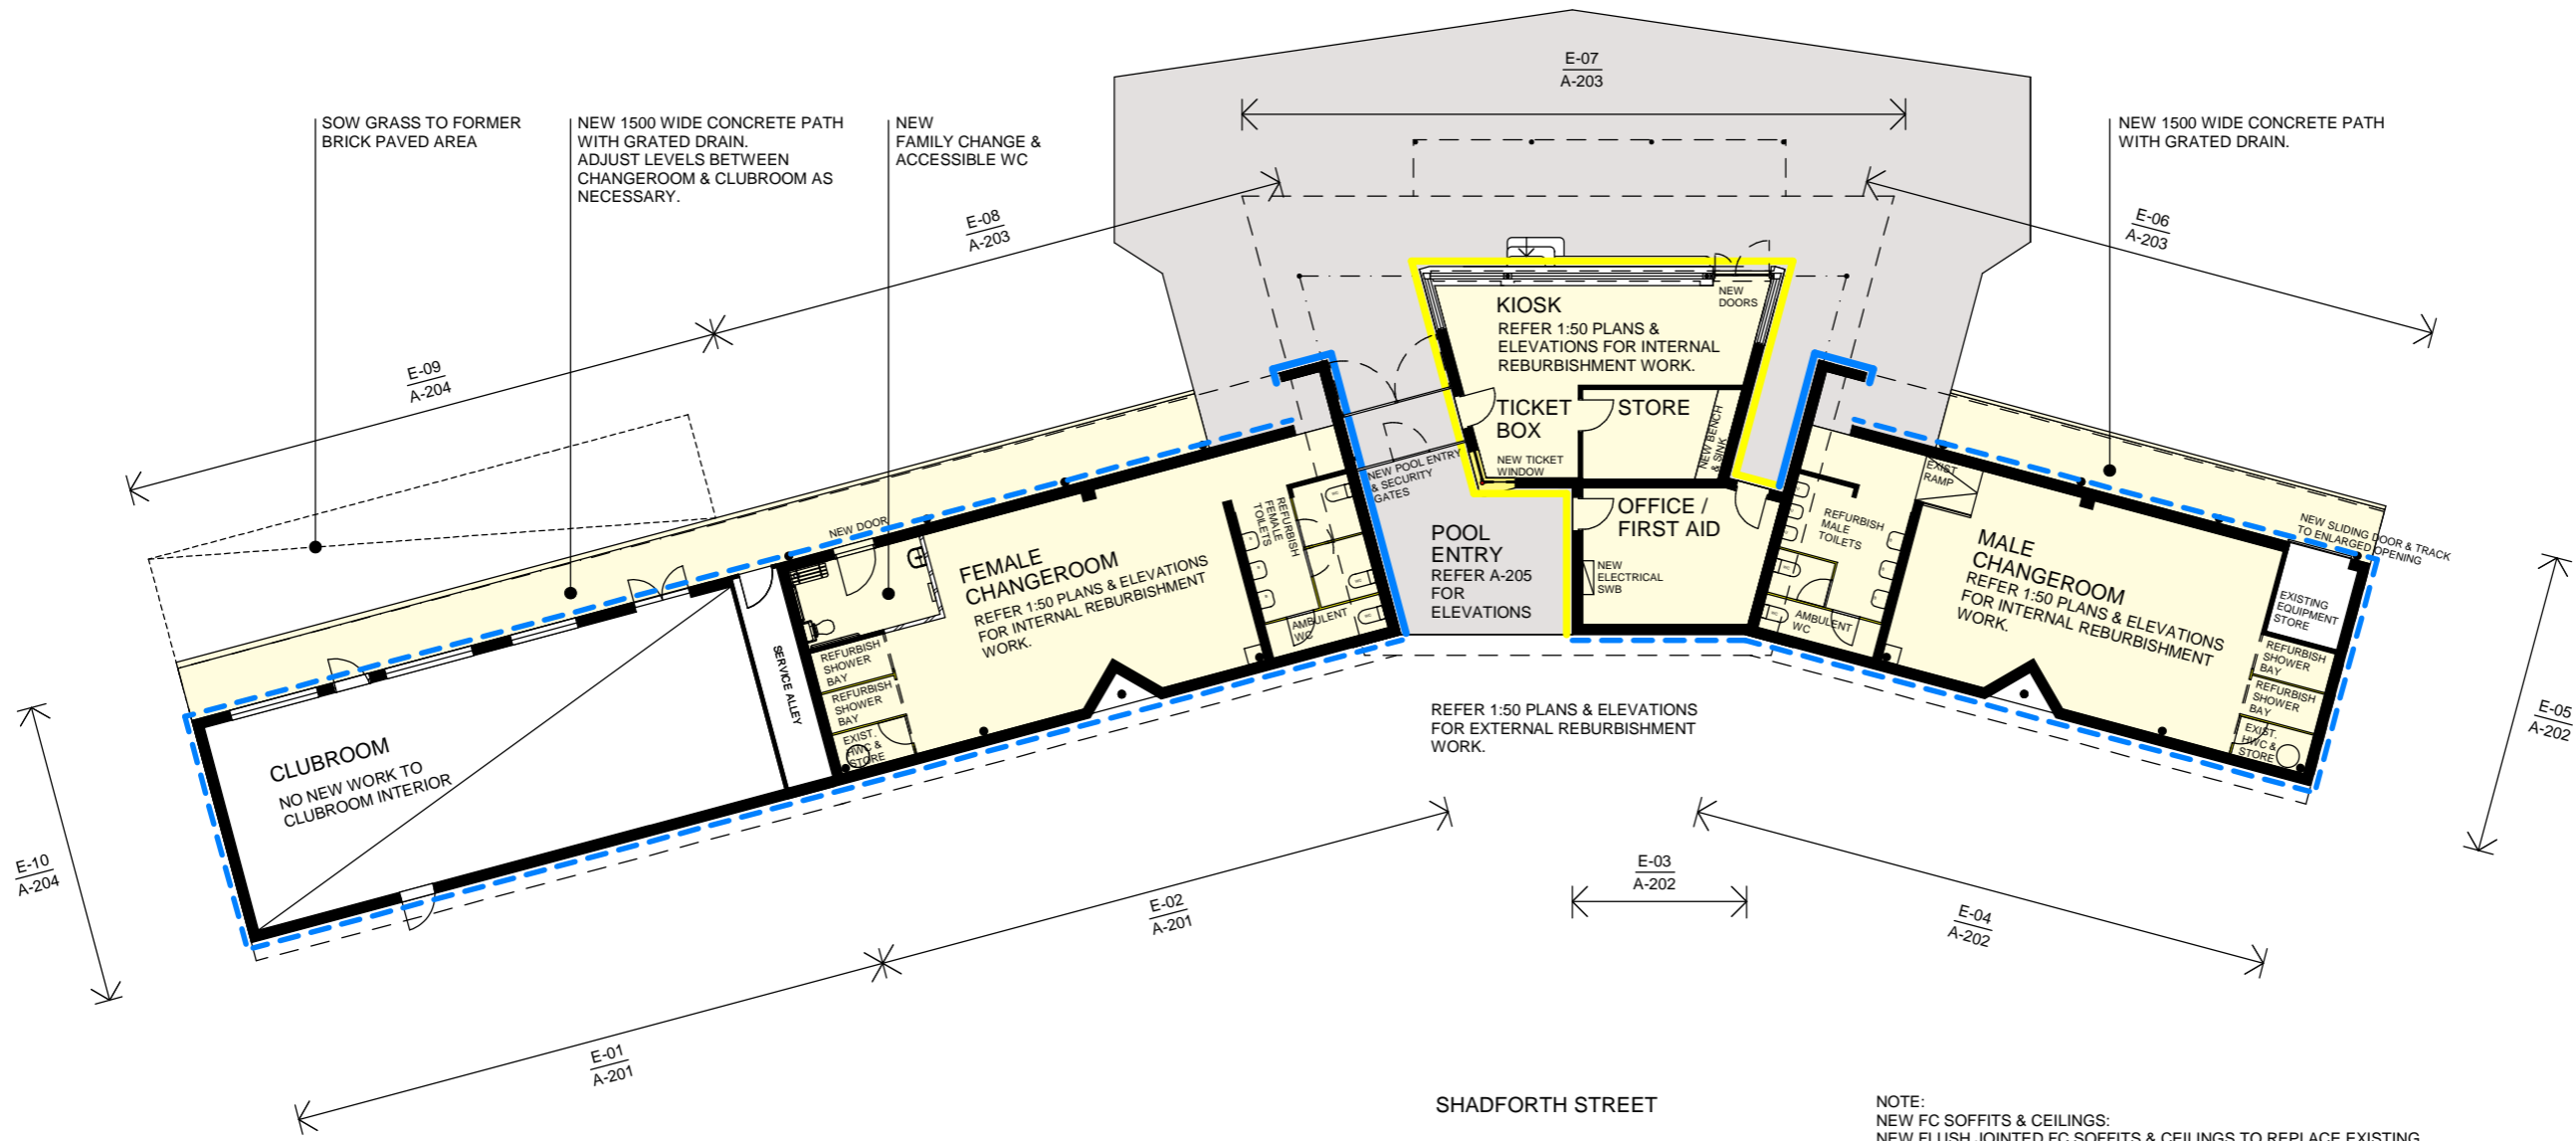 E-07
A-203
SOW GRASS TO FORMER
BRICK PAVED AREA
NEW 1500 WIDE CONCRETE PATH
WITH GRATED DRAIN.
ADJUST LEVELS BETWEEN
CHANGEROOM & CLUBROOM AS
NECESSARY.
NEW
FAMILY CHANGE &
ACCESSIBLE WC
NEW 1500 WIDE CONCRETE PATH
WITH GRATED DRAIN.
E-08
A-203
E-06
A-203
E-09
A-204
KIOSK
REFER 1:50 PLANS &
ELEVATIONS FOR INTERNAL
REBURBISHMENT WORK.
NEW
DOORS
TICKET
BOX
STORE
NEW BENCH
& SINK
NEW TICKET
WINDOW
NEW POOL ENTRY
& SECURITY
GATES
OFFICE /
FIRST AID
NEW
ELECTRICAL
SWB
POOL
ENTRY
REFER A-205
FOR
ELEVATIONS
NEW DOOR
FEMALE
CHANGEROOM
REFER 1:50 PLANS & ELEVATIONS
FOR INTERNAL REBURBISHMENT
WORK.
REFURBISH
FEMALE
TOILETS
AMBULENT
WC
SERVICE ALLEY
REFURBISH
SHOWER
BAY
REFURBISH
SHOWER
BAY
EXIST.
HWC &
STORE
CLUBROOM
NO NEW WORK TO
CLUBROOM INTERIOR
EXIST
RAMP
REFURBISH
MALE
TOILETS
AMBULENT
WC
MALE
CHANGEROOM
REFER 1:50 PLANS & ELEVATIONS
FOR INTERNAL REBURBISHMENT
WORK.
NEW SLIDING DOOR & TRACK
TO ENLARGED OPENING
EXISTING
EQUIPMENT
STORE
REFURBISH
SHOWER
BAY
REFURBISH
SHOWER
BAY
EXIST.
HWC &
STORE
REFER 1:50 PLANS & ELEVATIONS
FOR EXTERNAL REBURBISHMENT
WORK.
E-05
A-202
E-10
A-204
E-03
A-202
E-02
A-201
E-04
A-202
E-01
A-201
SHADFORTH STREET
NOTE:
NEW FC SOFFITS & CEILINGS:
NEW FLUSH JOINTED FC SOFFITS & CEILINGS TO REPLACE EXISTING